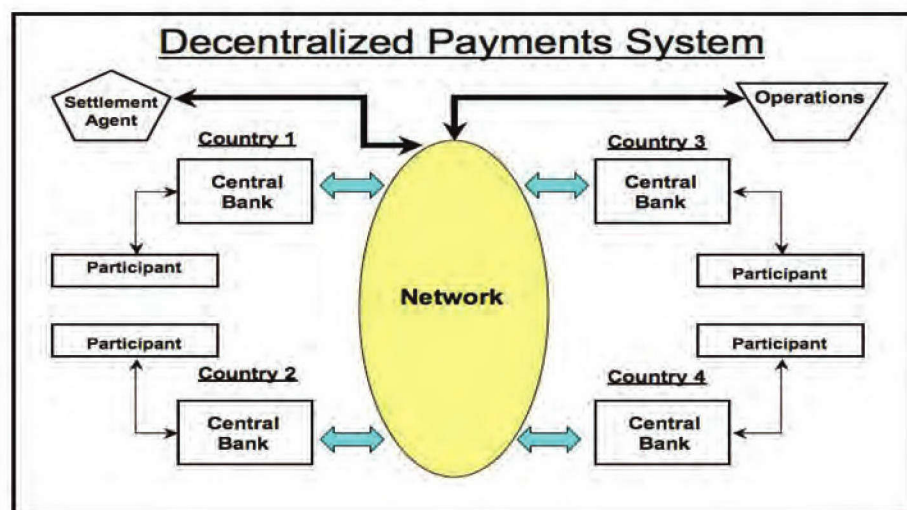 Decentralized Payments System
Settlement
Agent
Operations
Country 1
Country 3
Central
Bank
Central
Bank
Participant
Participant
Network
Participant
Participant
Country 2
Country 4
Central
Bank
Central
Bank